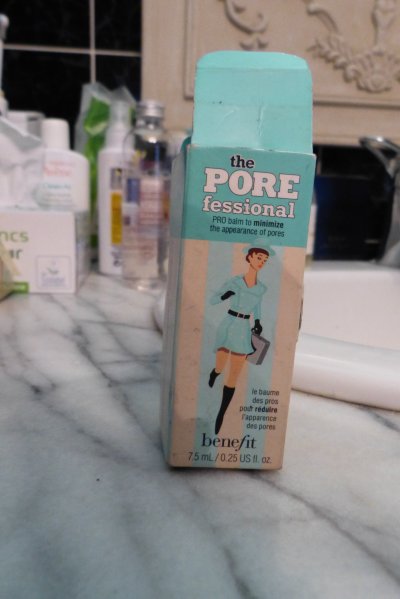 the
PORE
fessional
PRO balm to minimize
the appearance of pores
le baume
des pros
pour réduire
l'apparence
des pores
benefit
7.5 mL / 0.25 US fl. oz.
Avène